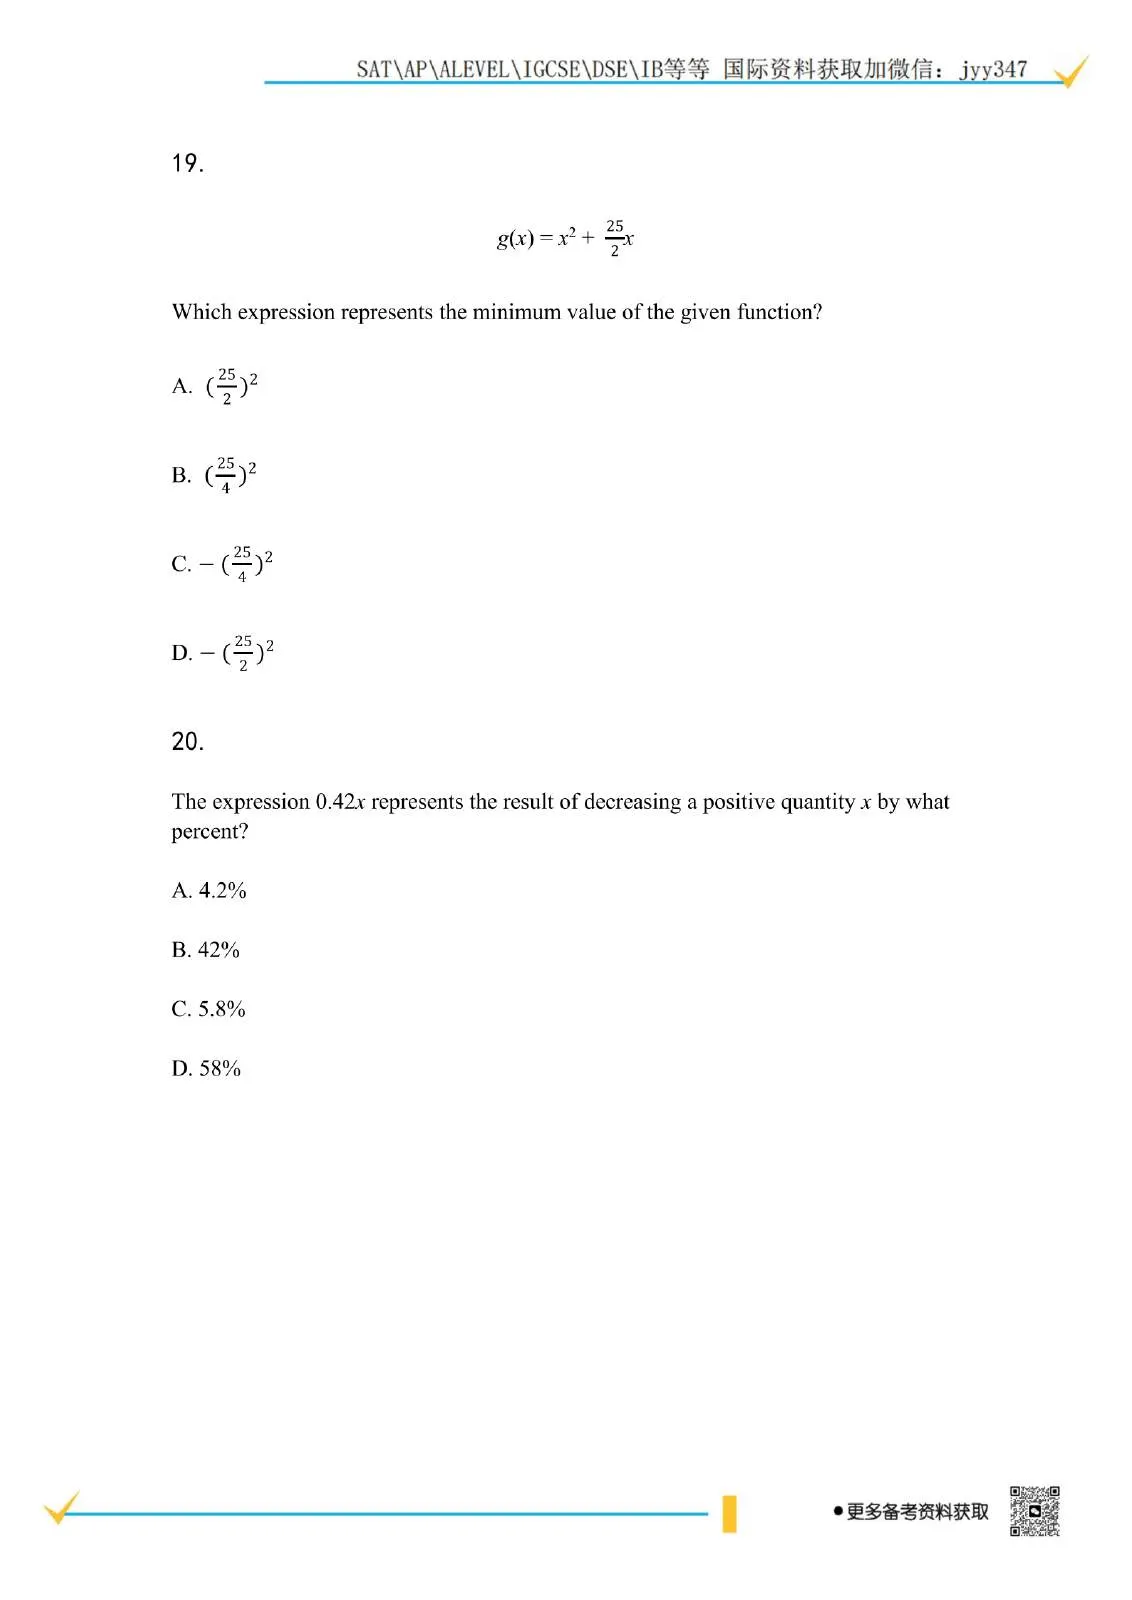 SAT\AP\ALEVEL\IGCSE\DSE\IB等等 国际资料获取加微信：jyy347
19.
g(x) = x² + 25/2 x
Which expression represents the minimum value of the given function?
A. (25/2)²
B. (25/4)²
C. − (25/4)²
D. − (25/2)²
20.
The expression 0.42x represents the result of decreasing a positive quantity x by what
percent?
A. 4.2%
B. 42%
C. 5.8%
D. 58%
●更多备考资料获取